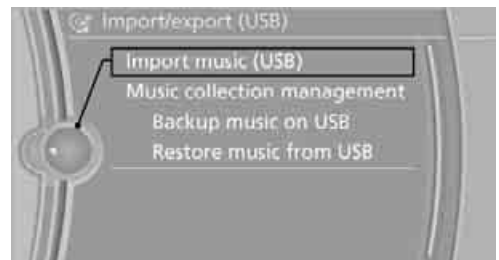 Import/export (USB)
Import music (USB)
Music collection management
Backup music on USB
Restore music from USB